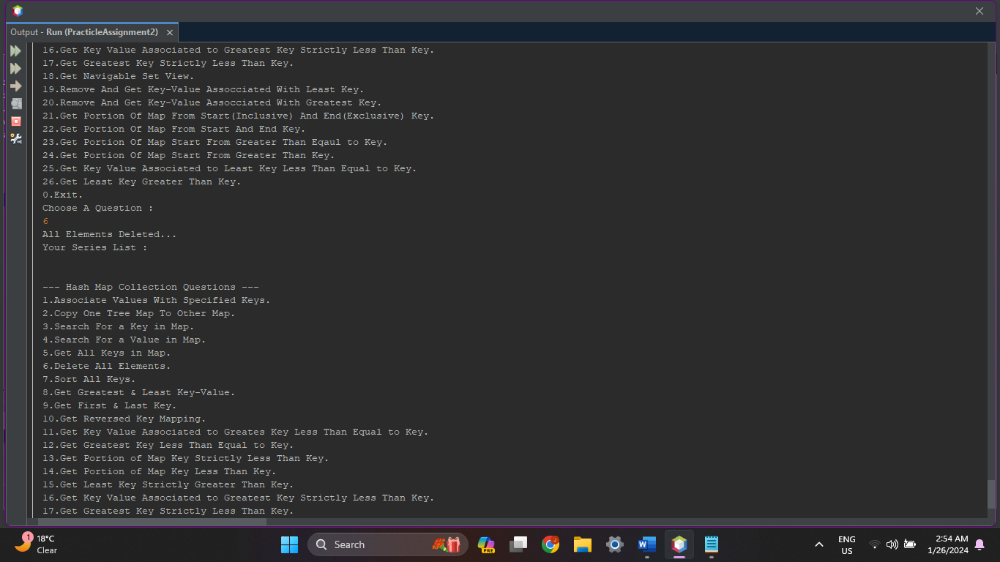 Output - Run (PracticleAssignment2)
16.Get Key Value Associated to Greatest Key Strictly Less Than Key.
17.Get Greatest Key Strictly Less Than Key.
18.Get Navigable Set View.
19.Remove And Get Key-Value Assocciated With Least Key.
20.Remove And Get Key-Value Assocciated With Greatest Key.
21.Get Portion Of Map From Start(Inclusive) And End(Exclusive) Key.
22.Get Portion Of Map From Start And End Key.
23.Get Portion Of Map Start From Greater Than Eqaul to Key.
24.Get Portion Of Map Start From Greater Than Key.
25.Get Key Value Associated to Least Key Less Than Equal to Key.
26.Get Least Key Greater Than Key.
0.Exit.
Choose A Question :
6
All Elements Deleted...
Your Series List :
--- Hash Map Collection Questions ---
1.Associate Values With Specified Keys.
2.Copy One Tree Map To Other Map.
3.Search For a Key in Map.
4.Search For a Value in Map.
5.Get All Keys in Map.
6.Delete All Elements.
7.Sort All Keys.
8.Get Greatest & Least Key-Value.
9.Get First & Last Key.
10.Get Reversed Key Mapping.
11.Get Key Value Associated to Greates Key Less Than Equal to Key.
12.Get Greatest Key Less Than Equal to Key.
13.Get Portion of Map Key Strictly Less Than Key.
14.Get Portion of Map Key Less Than Key.
15.Get Least Key Strictly Greater Than Key.
16.Get Key Value Associated to Greatest Key Strictly Less Than Key.
17.Get Greatest Key Strictly Less Than Key.
1
18°C
Clear
Search
PRE
ENG
US
2:54 AM
1/26/2024